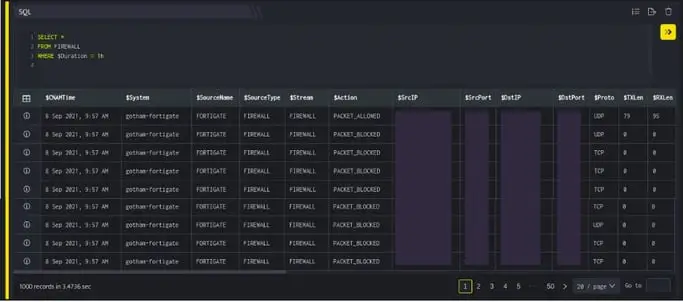 SQL
1 SELECT *
2 FROM FIREWALL
3 WHERE $Duration = 1h
4
$CNAMTime $System $SourceName $SourceType $Stream $Action $SrcIP $SrcPort $DstIP $DstPort $Proto $TXLen $RXLen
8 Sep 2021, 9:57 AM gotham-fortigate FORTIGATE FIREWALL FIREWALL PACKET_ALLOWED UDP 79 95
8 Sep 2021, 9:57 AM gotham-fortigate FORTIGATE FIREWALL FIREWALL PACKET_BLOCKED UDP 0 0
8 Sep 2021, 9:57 AM gotham-fortigate FORTIGATE FIREWALL FIREWALL PACKET_BLOCKED TCP 0 0
8 Sep 2021, 9:57 AM gotham-fortigate FORTIGATE FIREWALL FIREWALL PACKET_BLOCKED TCP 0 0
8 Sep 2021, 9:57 AM gotham-fortigate FORTIGATE FIREWALL FIREWALL PACKET_BLOCKED TCP 0 0
8 Sep 2021, 9:57 AM gotham-fortigate FORTIGATE FIREWALL FIREWALL PACKET_BLOCKED TCP 0 0
8 Sep 2021, 9:57 AM gotham-fortigate FORTIGATE FIREWALL FIREWALL PACKET_BLOCKED UDP 0 0
8 Sep 2021, 9:57 AM gotham-fortigate FORTIGATE FIREWALL FIREWALL PACKET_BLOCKED TCP 0 0
8 Sep 2021, 9:57 AM gotham-fortigate FORTIGATE FIREWALL FIREWALL PACKET_BLOCKED TCP 0 0
1000 records in 3.4736 sec 1 2 3 4 5 ··· 50 > 20 / page Go to